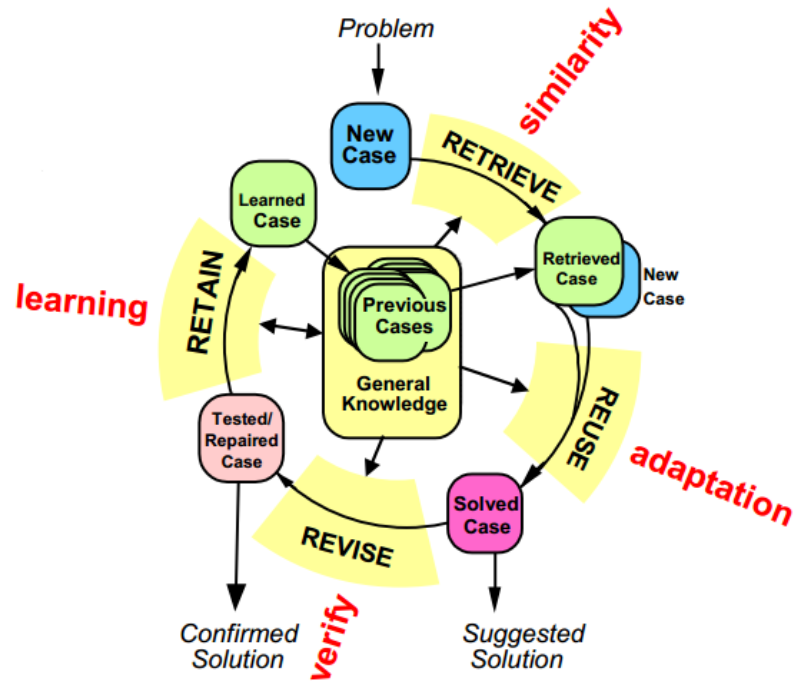 Problem
similarity
New
Case
RETRIEVE
Learned
Case
Retrieved
Case
New
Case
Previous
Cases
General
Knowledge
learning
RETAIN
REUSE
adaptation
Tested/
Repaired
Case
Solved
Case
REVISE
verify
Confirmed
Solution
Suggested
Solution